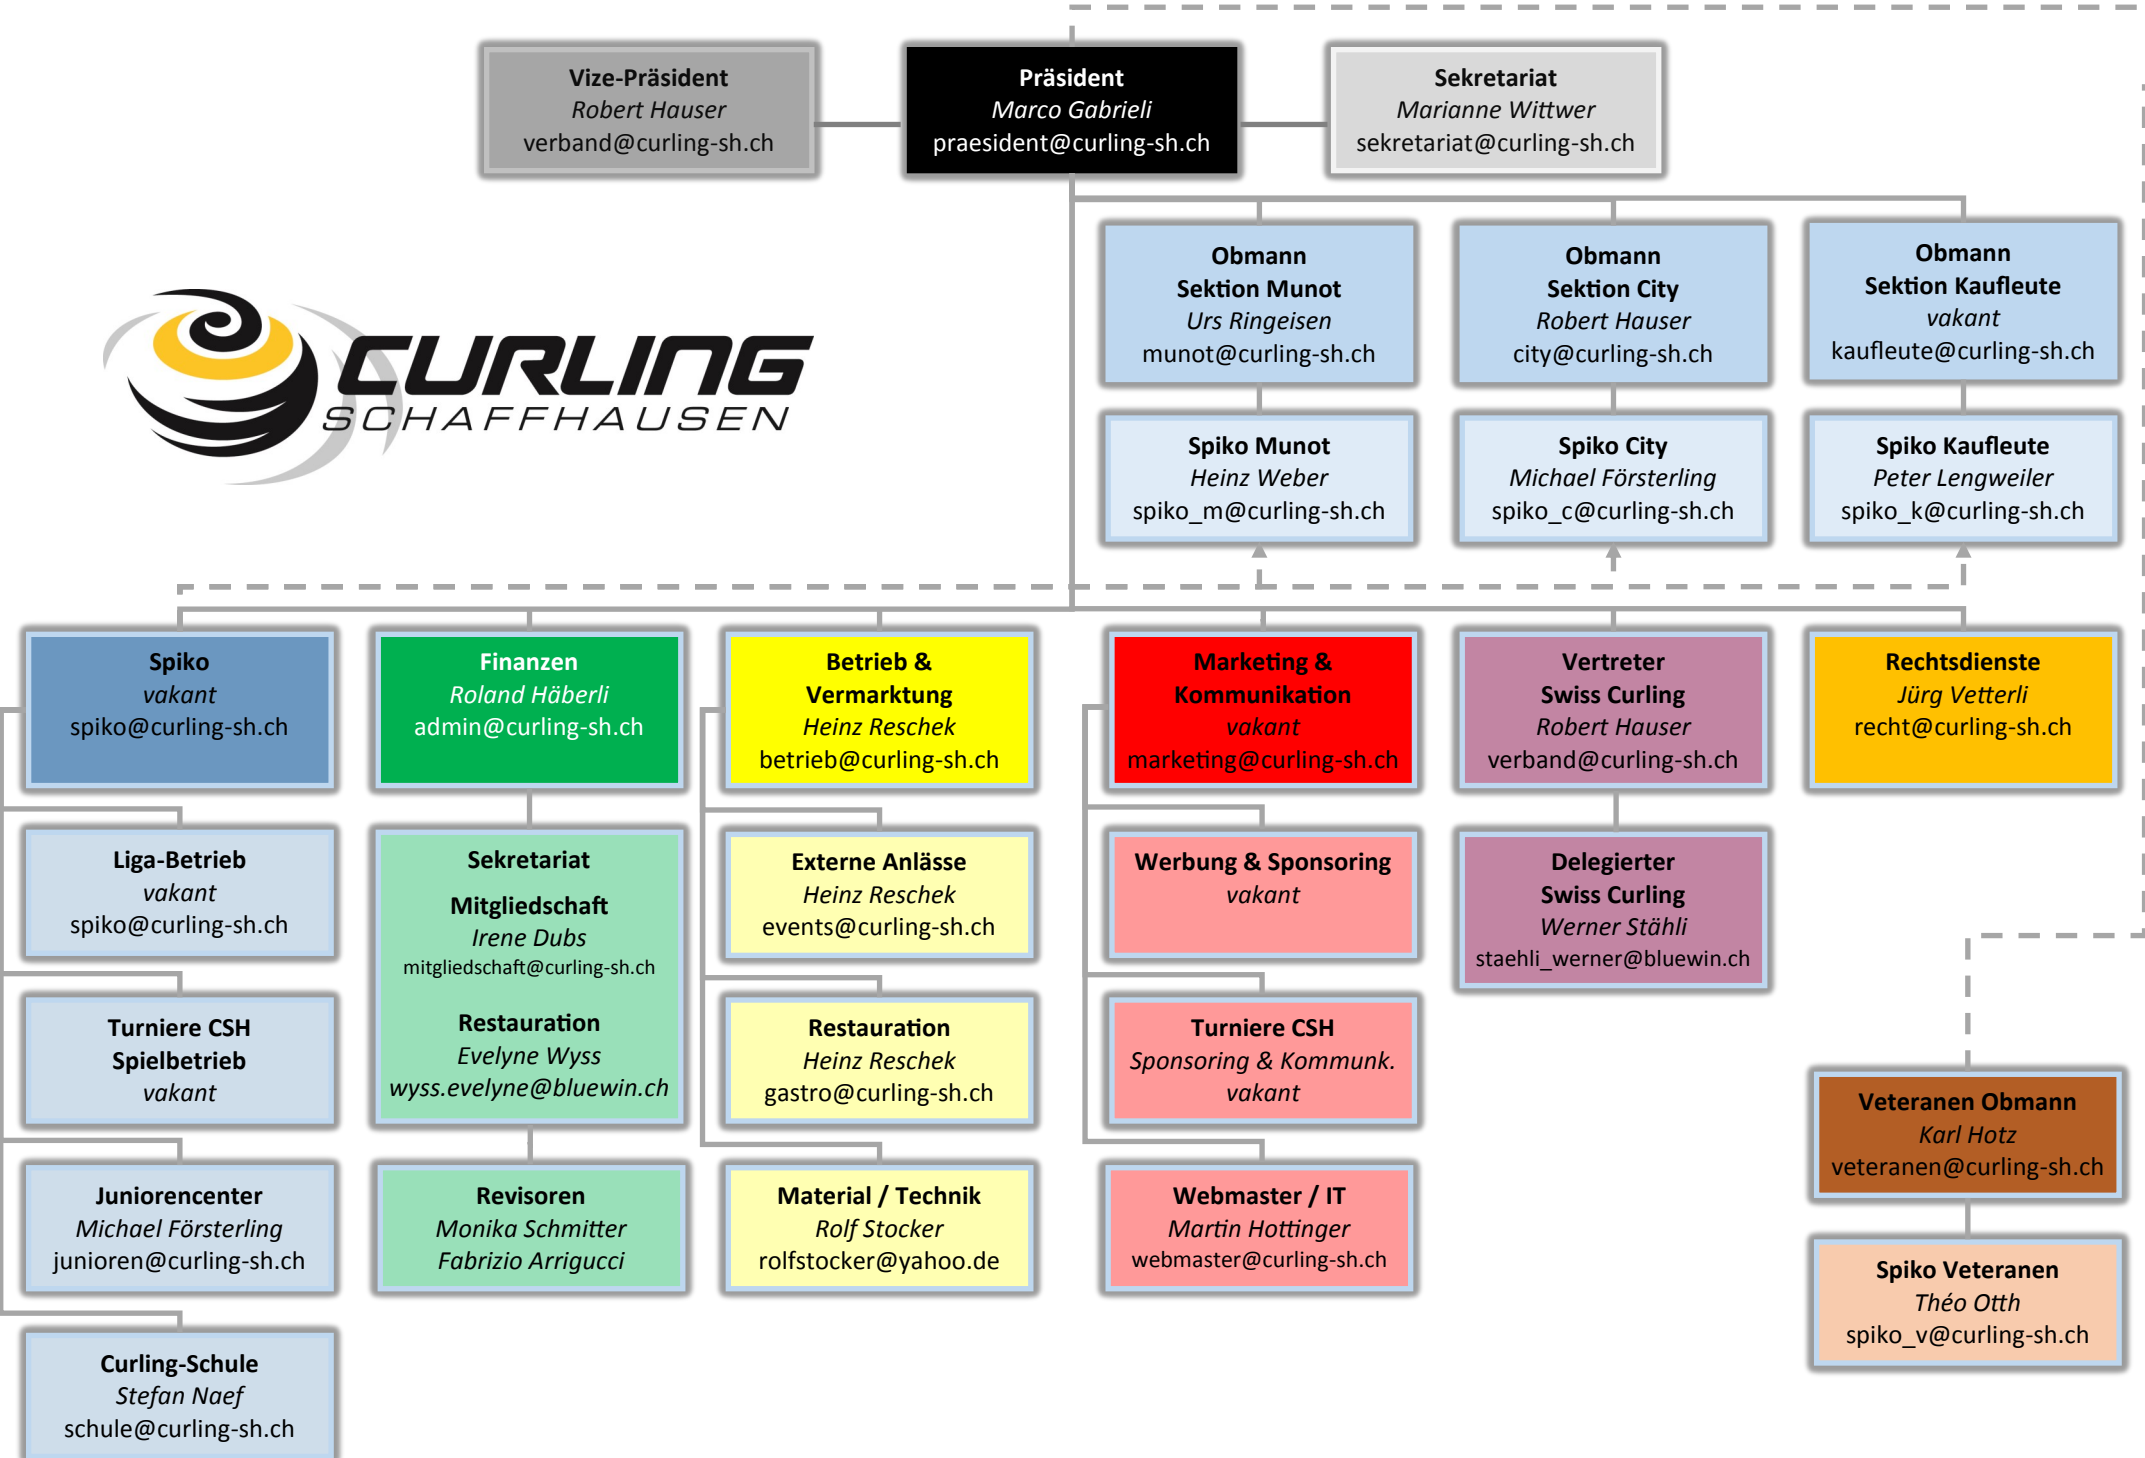 Vize-Präsident
Robert Hauser
verband@curling-sh.ch
Präsident
Marco Gabrieli
praesident@curling-sh.ch
Sekretariat
Marianne Wittwer
sekretariat@curling-sh.ch
CURLING
SCHAFFHAUSEN
Obmann
Sektion Munot
Urs Ringeisen
munot@curling-sh.ch
Obmann
Sektion City
Robert Hauser
city@curling-sh.ch
Obmann
Sektion Kaufleute
vakant
kaufleute@curling-sh.ch
Spiko Munot
Heinz Weber
spiko_m@curling-sh.ch
Spiko City
Michael Försterling
spiko_c@curling-sh.ch
Spiko Kaufleute
Peter Lengweiler
spiko_k@curling-sh.ch
Spiko
vakant
spiko@curling-sh.ch
Finanzen
Roland Häberli
admin@curling-sh.ch
Betrieb &
Vermarktung
Heinz Reschek
betrieb@curling-sh.ch
Marketing &
Kommunikation
vakant
marketing@curling-sh.ch
Vertreter
Swiss Curling
Robert Hauser
verband@curling-sh.ch
Rechtsdienste
Jürg Vetterli
recht@curling-sh.ch
Liga-Betrieb
vakant
spiko@curling-sh.ch
Sekretariat
Mitgliedschaft
Irene Dubs
mitgliedschaft@curling-sh.ch
Restauration
Evelyne Wyss
wyss.evelyne@bluewin.ch
Externe Anlässe
Heinz Reschek
events@curling-sh.ch
Werbung & Sponsoring
vakant
Delegierter
Swiss Curling
Werner Stähli
staehli_werner@bluewin.ch
Turniere CSH
Spielbetrieb
vakant
Restauration
Heinz Reschek
gastro@curling-sh.ch
Turniere CSH
Sponsoring & Kommunk.
vakant
Veteranen Obmann
Karl Hotz
veteranen@curling-sh.ch
Juniorencenter
Michael Försterling
junioren@curling-sh.ch
Revisoren
Monika Schmitter
Fabrizio Arrigucci
Material / Technik
Rolf Stocker
rolfstocker@yahoo.de
Webmaster / IT
Martin Hottinger
webmaster@curling-sh.ch
Spiko Veteranen
Théo Otth
spiko_v@curling-sh.ch
Curling-Schule
Stefan Naef
schule@curling-sh.ch